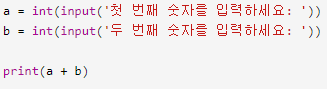 a = int(input('첫 번째 숫자를 입력하세요: '))
b = int(input('두 번째 숫자를 입력하세요: '))
print(a + b)